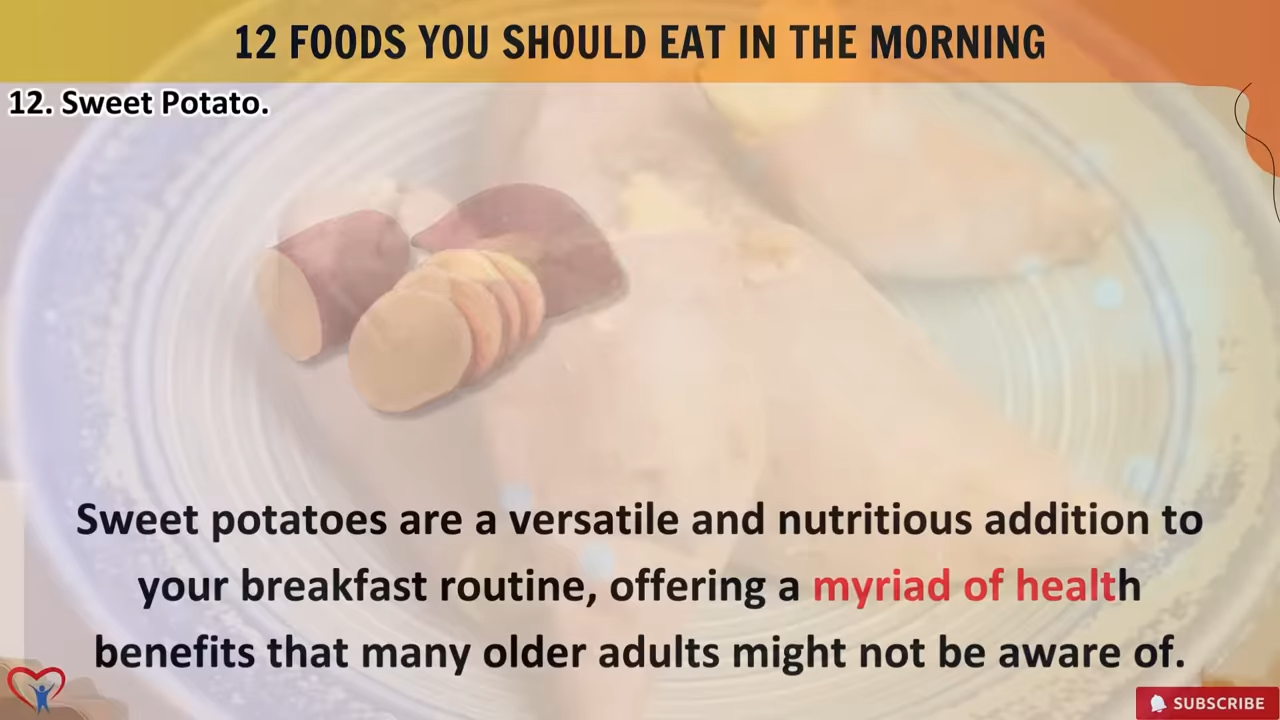 12 FOODS YOU SHOULD EAT IN THE MORNING
12. Sweet Potato.
Sweet potatoes are a versatile and nutritious addition to
your breakfast routine, offering a myriad of health
benefits that many older adults might not be aware of.
SUBSCRIBE